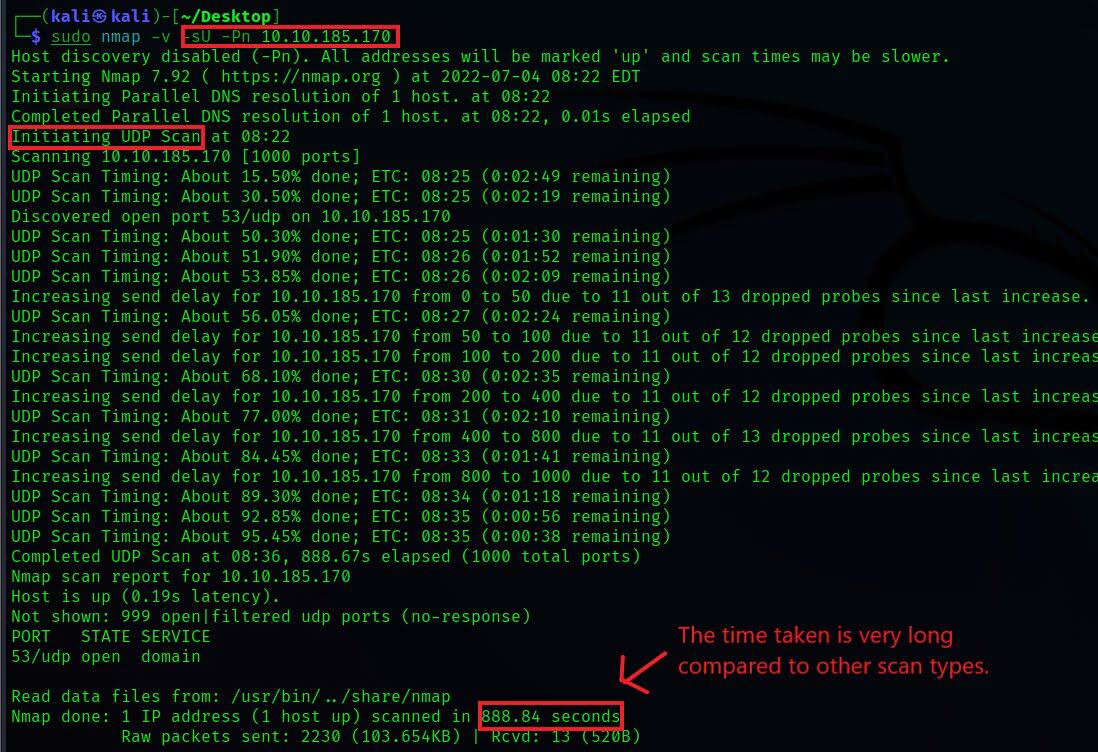 ┌──(kali㉿kali)-[~/Desktop]
└─$ sudo nmap -v -sU -Pn 10.10.185.170
Host discovery disabled (-Pn). All addresses will be marked 'up' and scan times may be slower.
Starting Nmap 7.92 ( https://nmap.org ) at 2022-07-04 08:22 EDT
Initiating Parallel DNS resolution of 1 host. at 08:22
Completed Parallel DNS resolution of 1 host. at 08:22, 0.01s elapsed
Initiating UDP Scan at 08:22
Scanning 10.10.185.170 [1000 ports]
UDP Scan Timing: About 15.50% done; ETC: 08:25 (0:02:49 remaining)
UDP Scan Timing: About 30.50% done; ETC: 08:25 (0:02:19 remaining)
Discovered open port 53/udp on 10.10.185.170
UDP Scan Timing: About 50.30% done; ETC: 08:25 (0:01:30 remaining)
UDP Scan Timing: About 51.90% done; ETC: 08:26 (0:01:52 remaining)
UDP Scan Timing: About 53.85% done; ETC: 08:26 (0:02:09 remaining)
Increasing send delay for 10.10.185.170 from 0 to 50 due to 11 out of 13 dropped probes since last increase.
UDP Scan Timing: About 56.05% done; ETC: 08:27 (0:02:24 remaining)
Increasing send delay for 10.10.185.170 from 50 to 100 due to 11 out of 12 dropped probes since last increase
Increasing send delay for 10.10.185.170 from 100 to 200 due to 11 out of 12 dropped probes since last increas
UDP Scan Timing: About 68.10% done; ETC: 08:30 (0:02:35 remaining)
Increasing send delay for 10.10.185.170 from 200 to 400 due to 11 out of 12 dropped probes since last increas
UDP Scan Timing: About 77.00% done; ETC: 08:31 (0:02:10 remaining)
Increasing send delay for 10.10.185.170 from 400 to 800 due to 11 out of 13 dropped probes since last increas
UDP Scan Timing: About 84.45% done; ETC: 08:33 (0:01:41 remaining)
Increasing send delay for 10.10.185.170 from 800 to 1000 due to 11 out of 12 dropped probes since last increa
UDP Scan Timing: About 89.30% done; ETC: 08:34 (0:01:18 remaining)
UDP Scan Timing: About 92.85% done; ETC: 08:35 (0:00:56 remaining)
UDP Scan Timing: About 95.45% done; ETC: 08:35 (0:00:38 remaining)
Completed UDP Scan at 08:36, 888.67s elapsed (1000 total ports)
Nmap scan report for 10.10.185.170
Host is up (0.19s latency).
Not shown: 999 open|filtered udp ports (no-response)
PORT   STATE SERVICE
53/udp open  domain
The time taken is very long
compared to other scan types.
Read data files from: /usr/bin/../share/nmap
Nmap done: 1 IP address (1 host up) scanned in 888.84 seconds
Raw packets sent: 2230 (103.654KB) | Rcvd: 13 (520B)